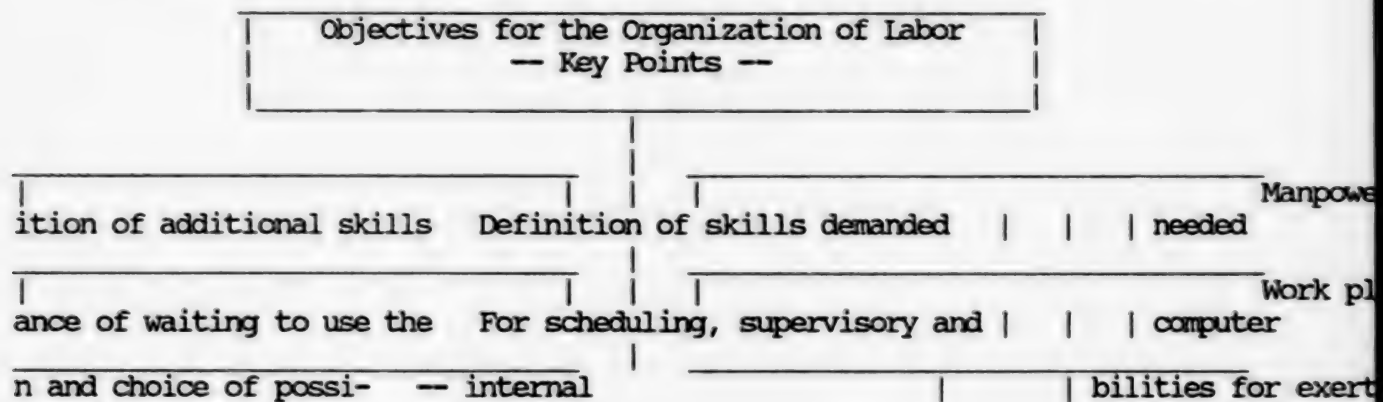 Objectives for the Organization of Labor
-- Key Points --
Manpowe
ition of additional skills Definition of skills demanded | | | needed
Work pl
ance of waiting to use the For scheduling, supervisory and | | | computer
n and choice of possi- -- internal | | bilities for exert